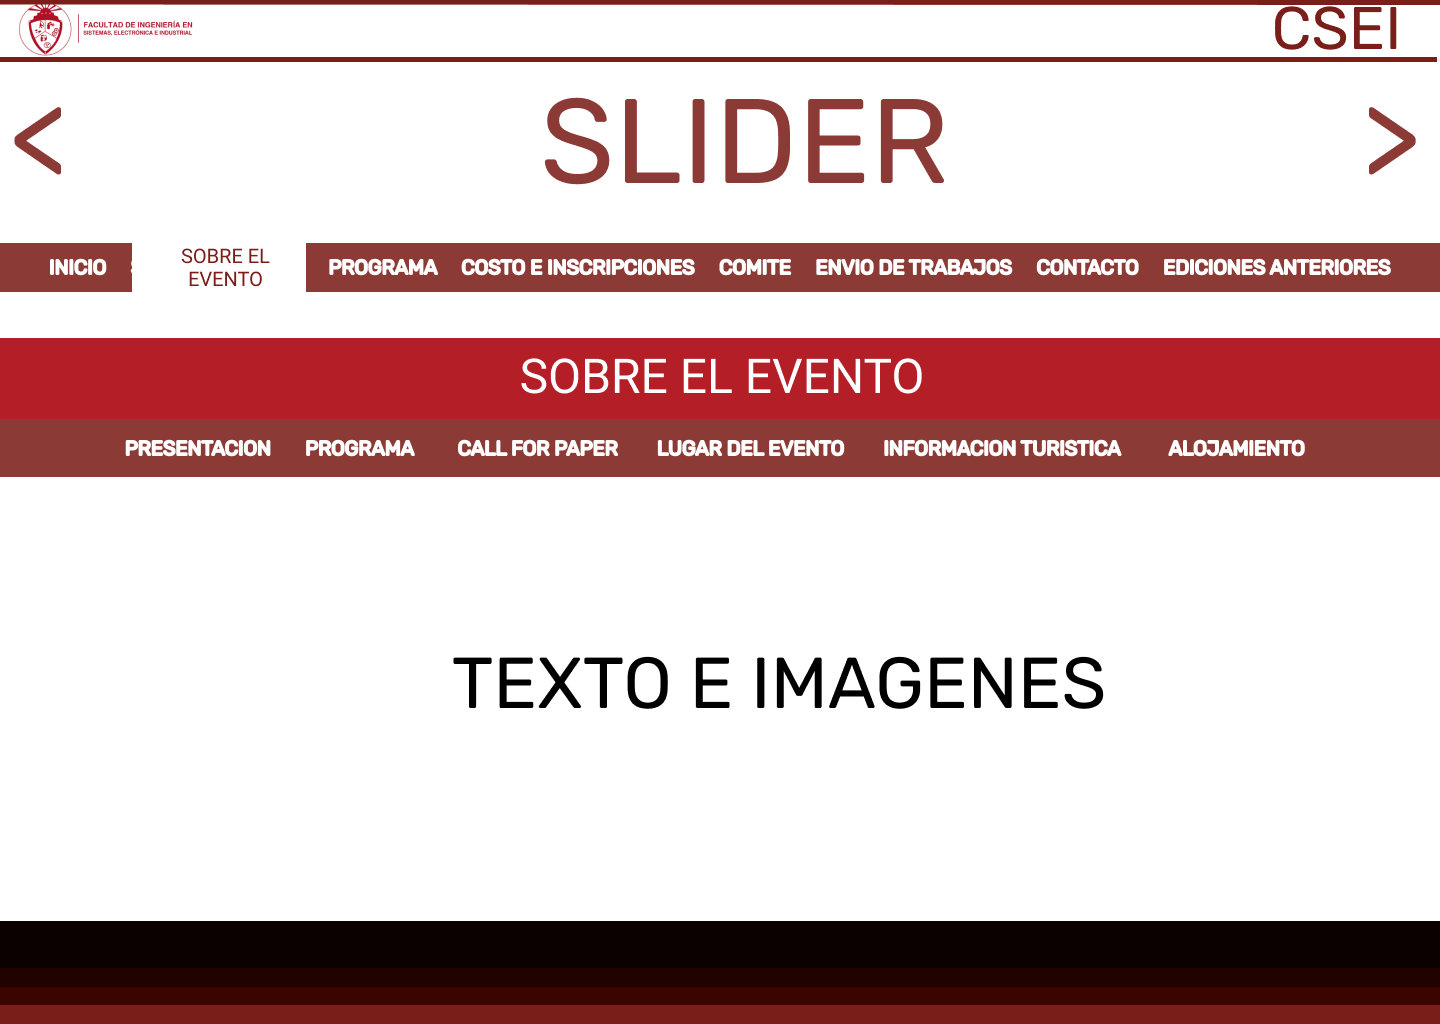 FACULTAD DE INGENIERÍA EN
SISTEMAS, ELECTRÓNICA E INDUSTRIAL
CSEI
<
SLIDER
>
INICIO
SOBRE EL
EVENTO
PROGRAMA COSTO E INSCRIPCIONES COMITE ENVIO DE TRABAJOS CONTACTO EDICIONES ANTERIORES
SOBRE EL EVENTO
PRESENTACION PROGRAMA CALL FOR PAPER LUGAR DEL EVENTO INFORMACION TURISTICA ALOJAMIENTO
TEXTO E IMAGENES